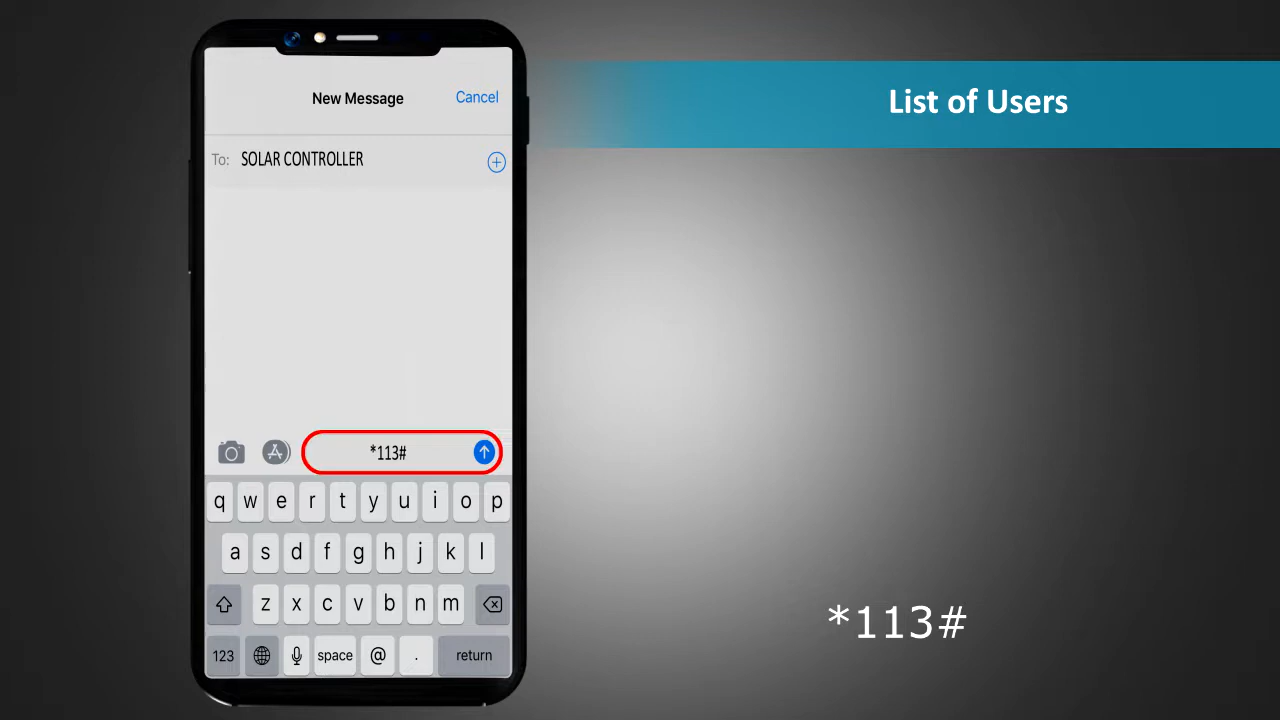 New Message
Cancel
To: SOLAR CONTROLLER
*113#
q w e r t y u i o p
a s d f g h j k l
z x c v b n m
123 space @ . return
List of Users
*113#